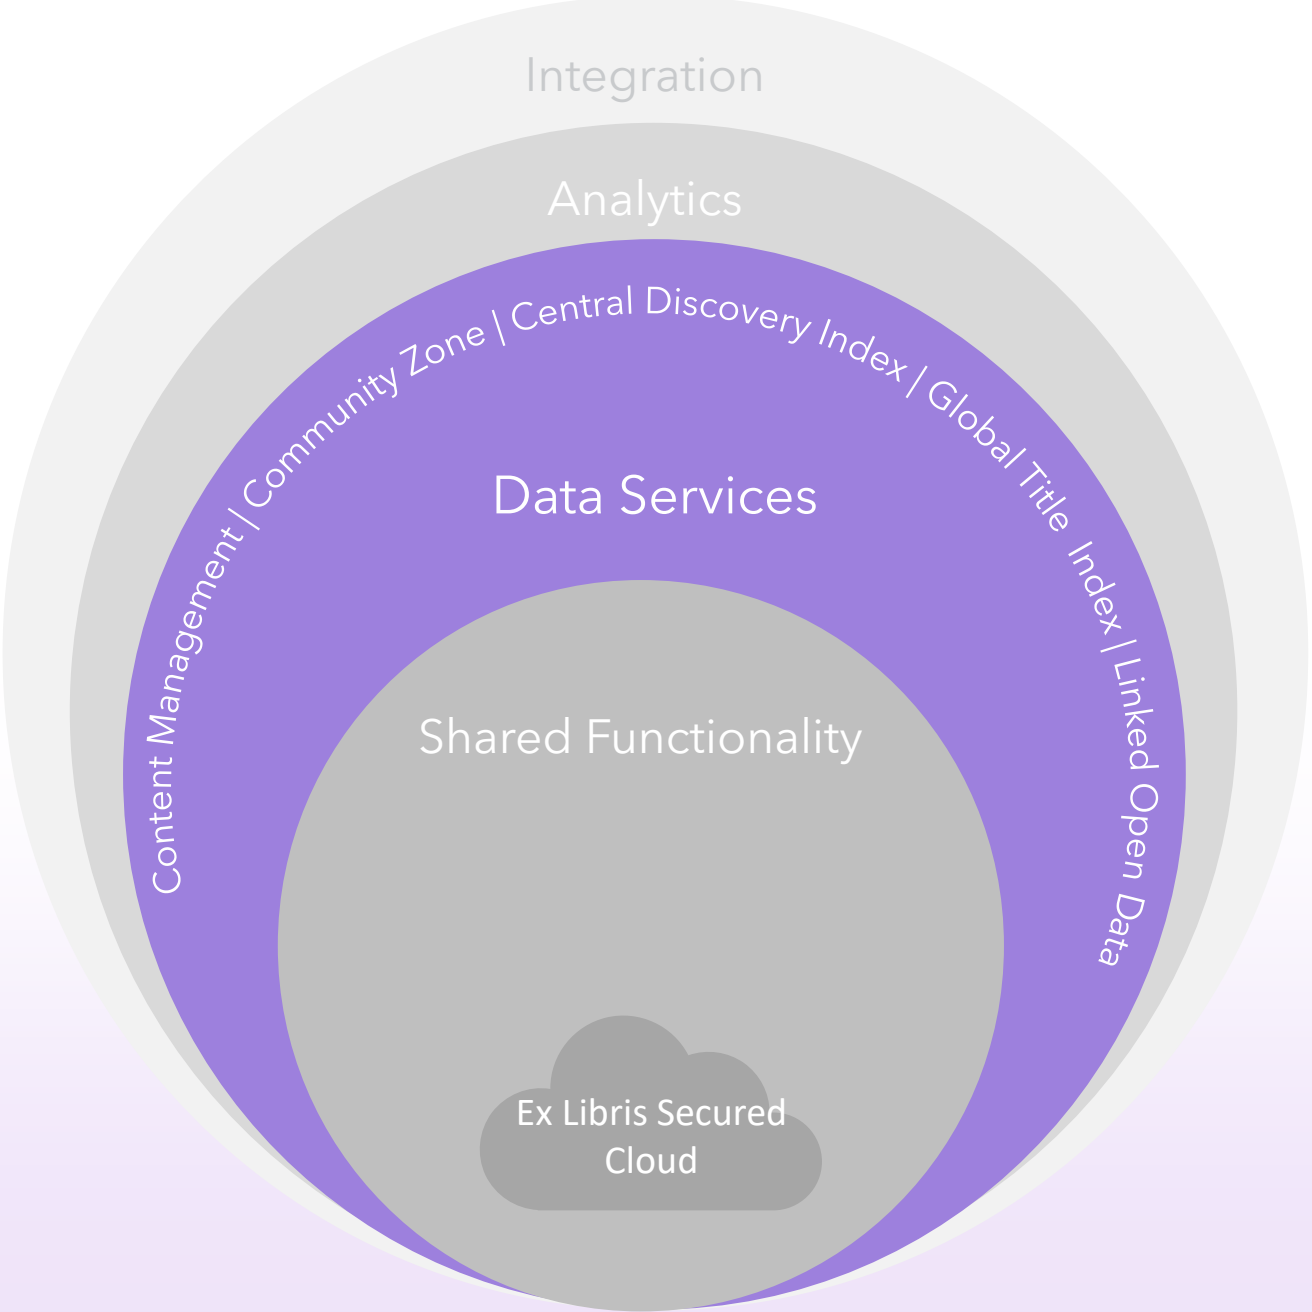 Integration
Analytics
Content Management | Community Zone | Central Discovery Index | Global Title Index | Linked Open Data
Data Services
Shared Functionality
Ex Libris Secured
Cloud